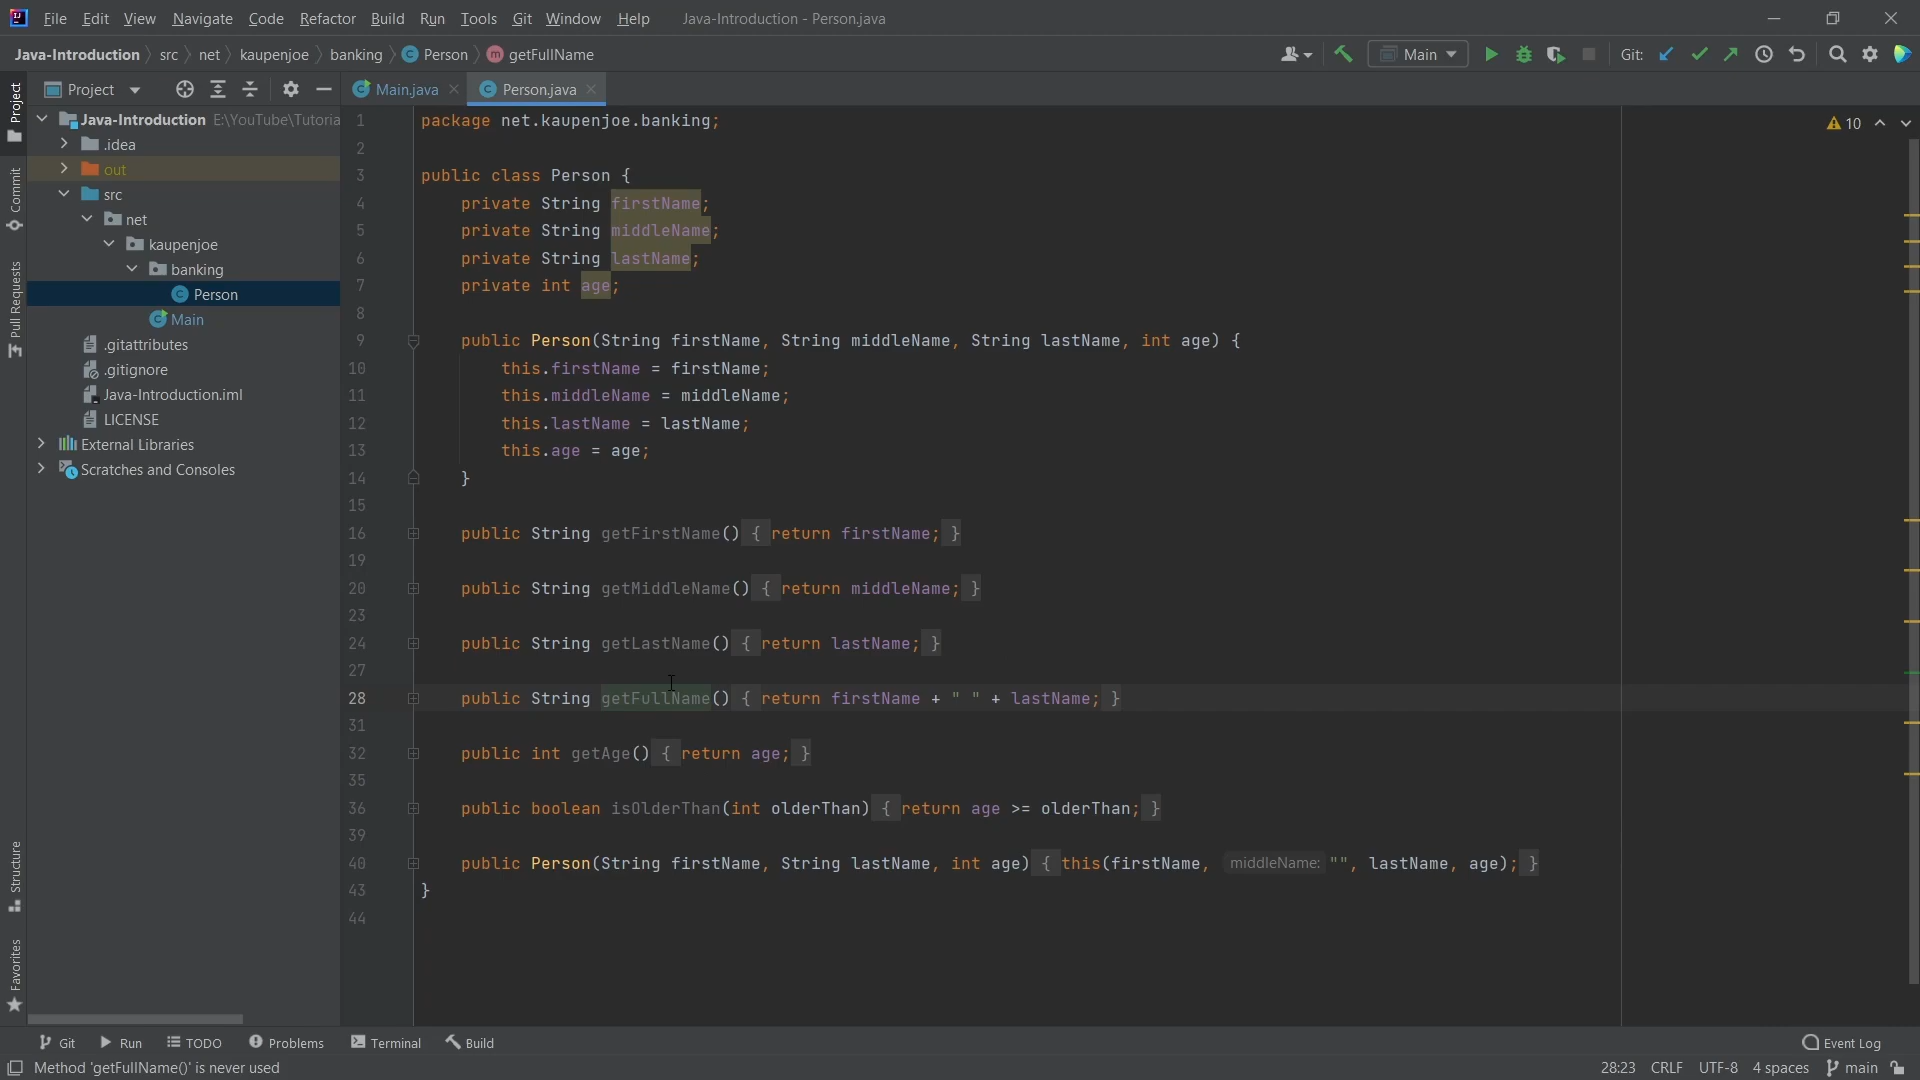 File Edit View Navigate Code Refactor Build Run Tools Git Window Help Java-Introduction - Person.java
Java-Introduction src net kaupenjoe banking Person getFullName Main Git:
Project Main.java Person.java
Project
Commit
Pull Requests
Structure
Favorites
Java-Introduction E:\YouTube\Tutoria
.idea
out
src
net
kaupenjoe
banking
Person
Main
.gitattributes
.gitignore
Java-Introduction.iml
LICENSE
External Libraries
Scratches and Consoles
10
1 package net.kaupenjoe.banking;
2
3 public class Person {
4 private String firstName;
5 private String middleName;
6 private String lastName;
7 private int age;
8
9 public Person(String firstName, String middleName, String lastName, int age) {
10 this.firstName = firstName;
11 this.middleName = middleName;
12 this.lastName = lastName;
13 this.age = age;
14 }
15
16 public String getFirstName() { return firstName; }
19
20 public String getMiddleName() { return middleName; }
23
24 public String getLastName() { return lastName; }
27
28 public String getFullName() { return firstName + " " + lastName; }
31
32 public int getAge() { return age; }
35
36 public boolean isOlderThan(int olderThan) { return age >= olderThan; }
39
40 public Person(String firstName, String lastName, int age) { this(firstName, middleName: "", lastName, age); }
43 }
44
Git Run TODO Problems Terminal Build Event Log
Method 'getFullName()' is never used 28:23 CRLF UTF-8 4 spaces main